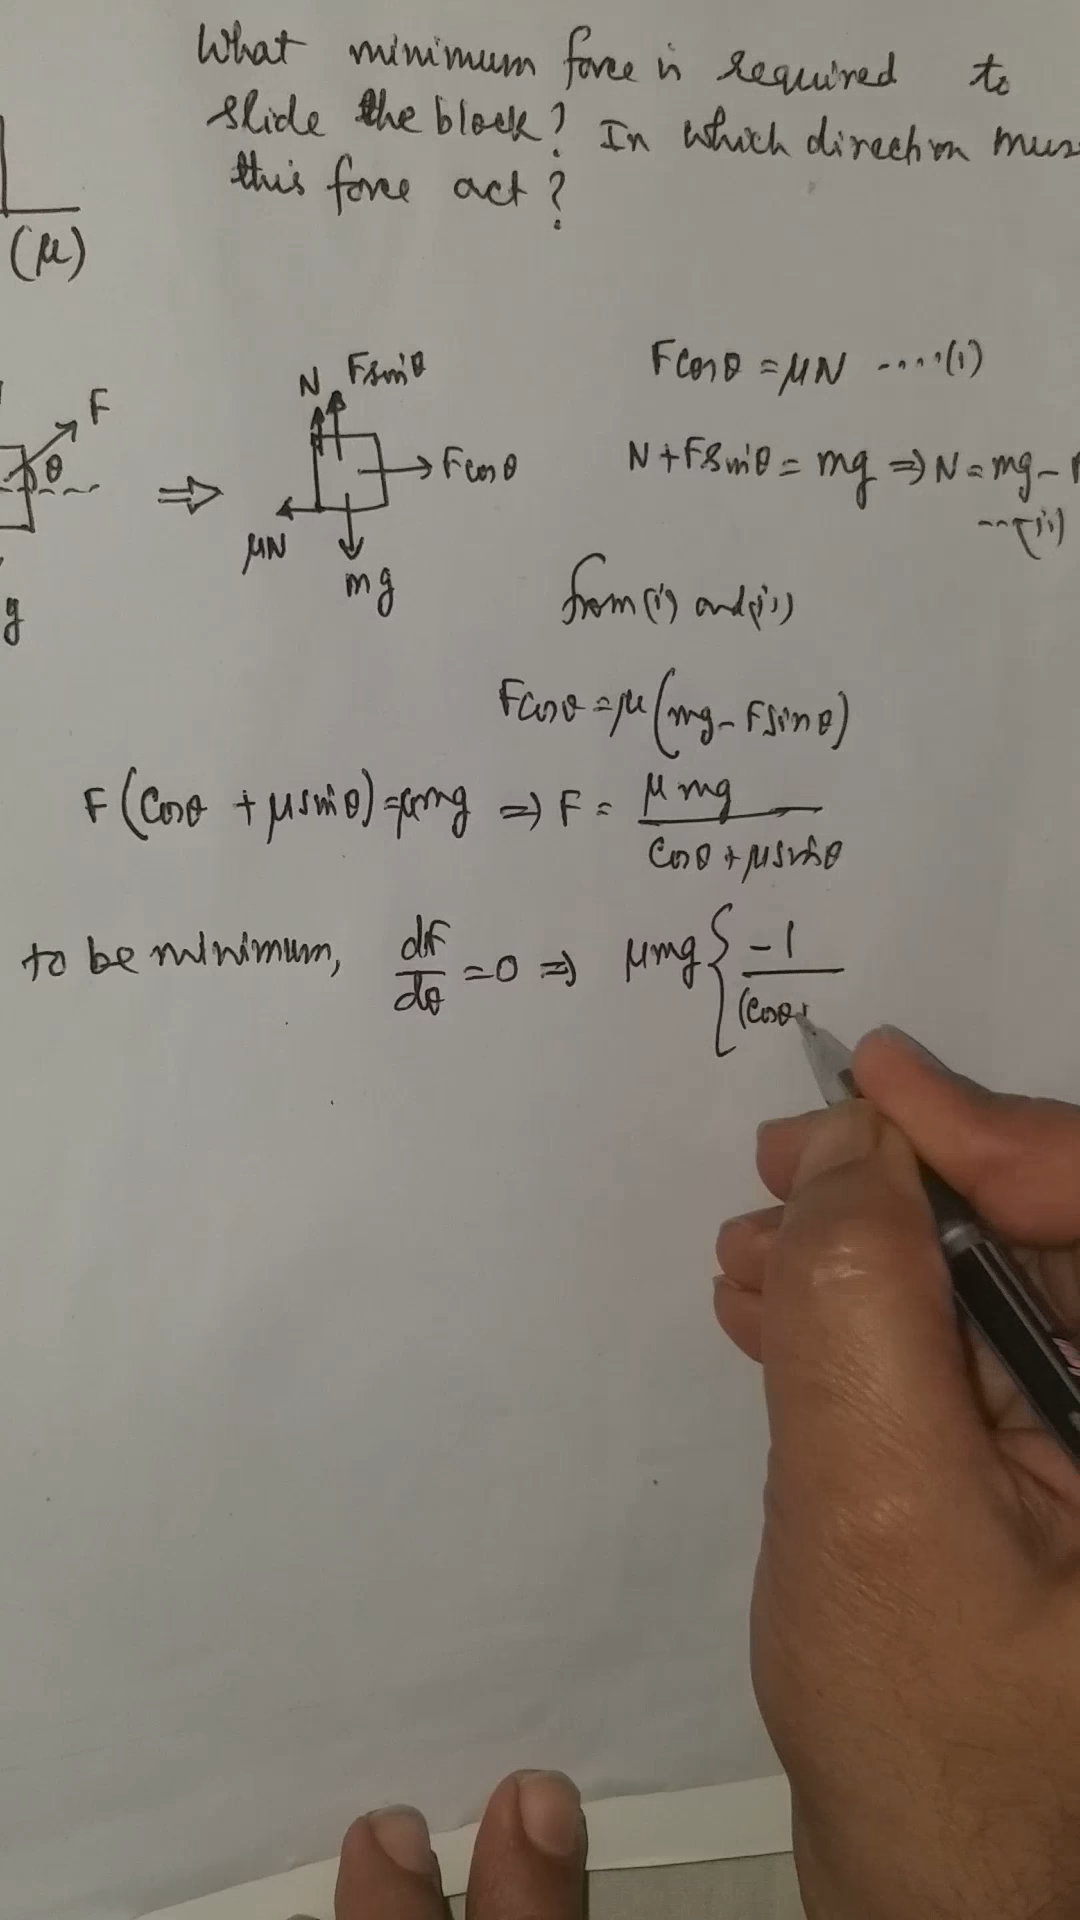 What minimum force is required to
slide the block? In which direction mus
this force act?
(μ)
F
θ
g
⇒
N Fsinθ
Fcosθ
μN
mg
Fcosθ = μN ....(i)
N + Fsinθ = mg ⇒ N = mg -
...(ii)
from (i) and (ii)
Fcosθ = μ(mg - Fsinθ)
F(cosθ + μsinθ) = μmg ⇒ F = μmg / cosθ + μsinθ
to be minimum, dF/dθ = 0 ⇒ μmg { -1 / (cosθ